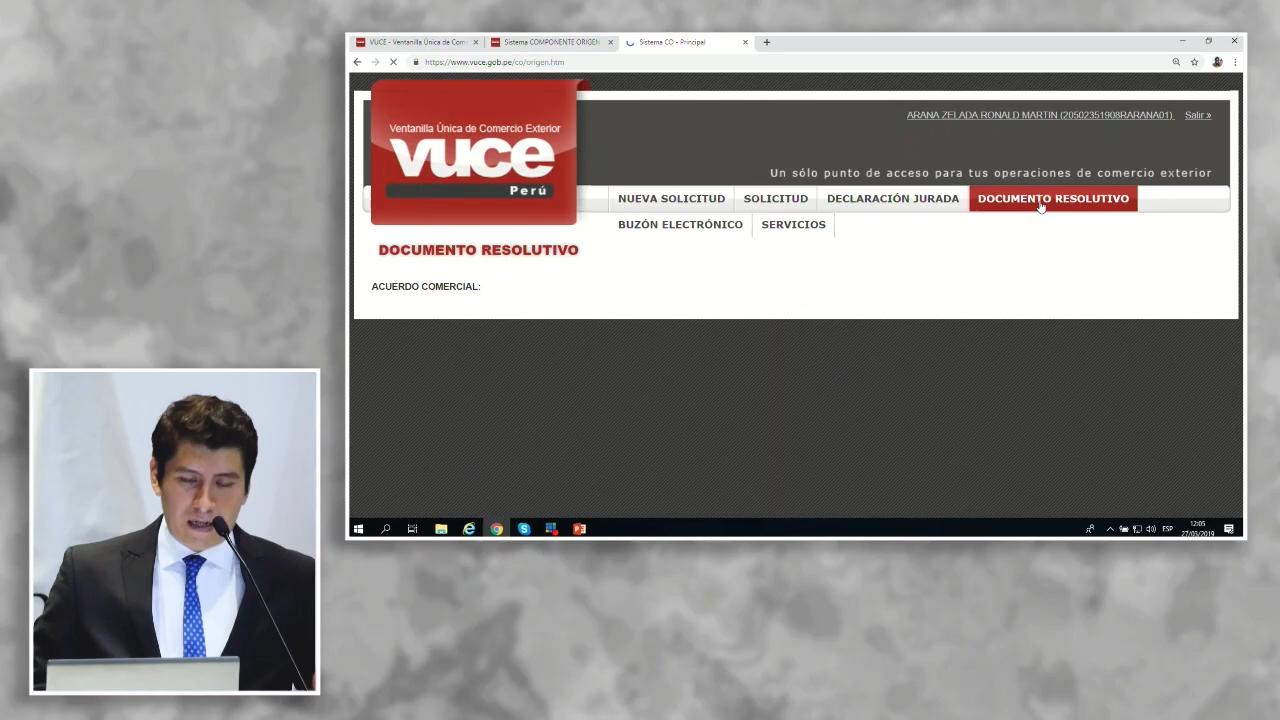 VUCE - Ventanilla Única de Com
Sistema COMPONENTE ORIGEN
Sistema CO - Principal
https://www.vuce.gob.pe/co/origen.htm
Ventanilla Única de Comercio Exterior
vuce
Perú
ARANA ZELADA RONALD MARTIN (20502351908RARANA01) Salir »
Un sólo punto de acceso para tus operaciones de comercio exterior
NUEVA SOLICITUD SOLICITUD DECLARACIÓN JURADA DOCUMENTO RESOLUTIVO
BUZÓN ELECTRÓNICO SERVICIOS
DOCUMENTO RESOLUTIVO
ACUERDO COMERCIAL:
ESP
12:05
27/03/2019